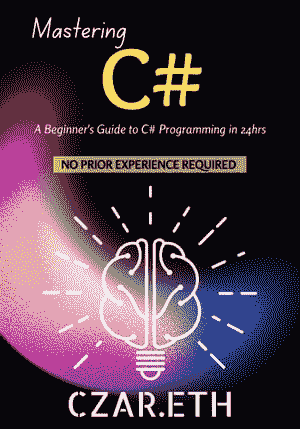 Mastering
C#
A Beginner's Guide to C# Programming in 24hrs
NO PRIOR EXPERIENCE REQUIRED
CZAR.ETH